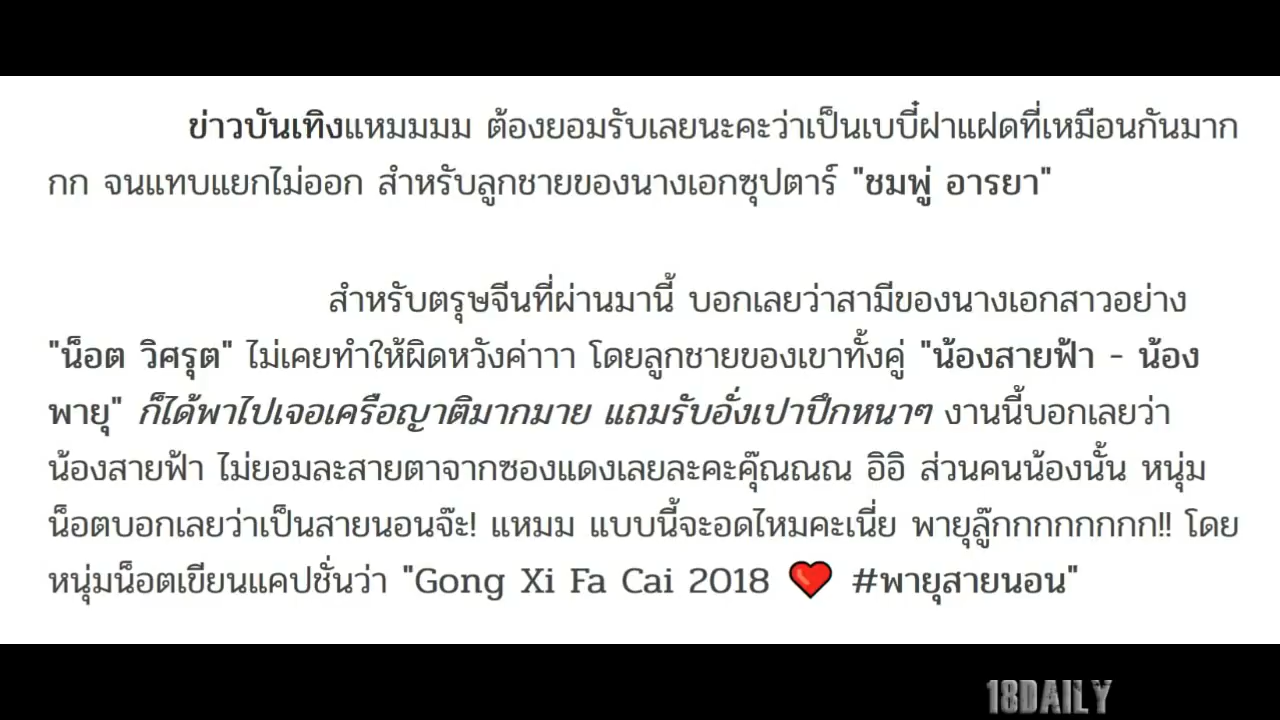 ข่าวบันเทิงแหมมมม ต้องยอมรับเลยนะคะว่าเป็นเบบี๋ฝาแฝดที่เหมือนกันมาก
กก จนแทบแยกไม่ออก สำหรับลูกชายของนางเอกซุปตาร์ "ชมพู่ อารยา"
สำหรับตรุษจีนที่ผ่านมานี้ บอกเลยว่าสามีของนางเอกสาวอย่าง
"น็อต วิศรุต" ไม่เคยทำให้ผิดหวังค่าาา โดยลูกชายของเขาทั้งคู่ "น้องสายฟ้า - น้อง
พายุ" ก็ได้พาไปเจอเครือญาติมากมาย แถมรับอั่งเปาปึกหนาๆ งานนี้บอกเลยว่า
น้องสายฟ้า ไม่ยอมละสายตาจากซองแดงเลยละคะคุ๊ณณณ อิอิ ส่วนคนน้องนั้น หนุ่ม
น็อตบอกเลยว่าเป็นสายนอนจ๊ะ! แหมม แบบนี้จะอดไหมคะเนี่ย พายุลู๊กกกกกกกก!! โดย
หนุ่มน็อตเขียนแคปชั่นว่า "Gong Xi Fa Cai 2018 ❤️ #พายุสายนอน"
18DAILY